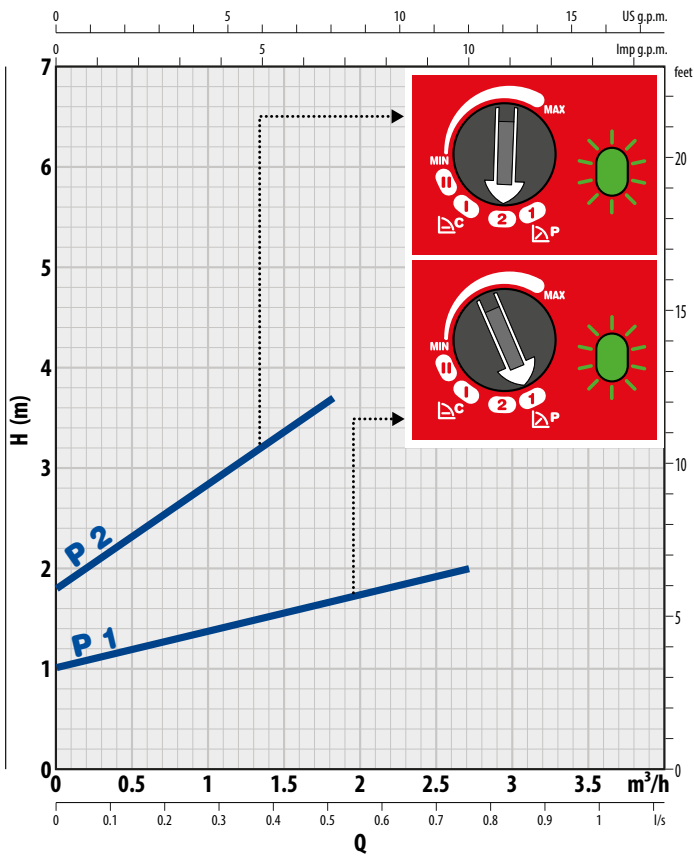 0 5 10 15 US g.p.m.
0 5 10 Imp g.p.m.
7 feet
MAX
MIN
II
I
2
1
C
P
20
6
5
MAX
MIN
II
I
2
1
C
P
15
4
H (m)
3
10
P 2
2
5
P 1
1
0
0
0 0.5 1 1.5 2 2.5 3 3.5 m³/h
0 0.1 0.2 0.3 0.4 0.5 0.6 0.7 0.8 0.9 1 l/s
Q